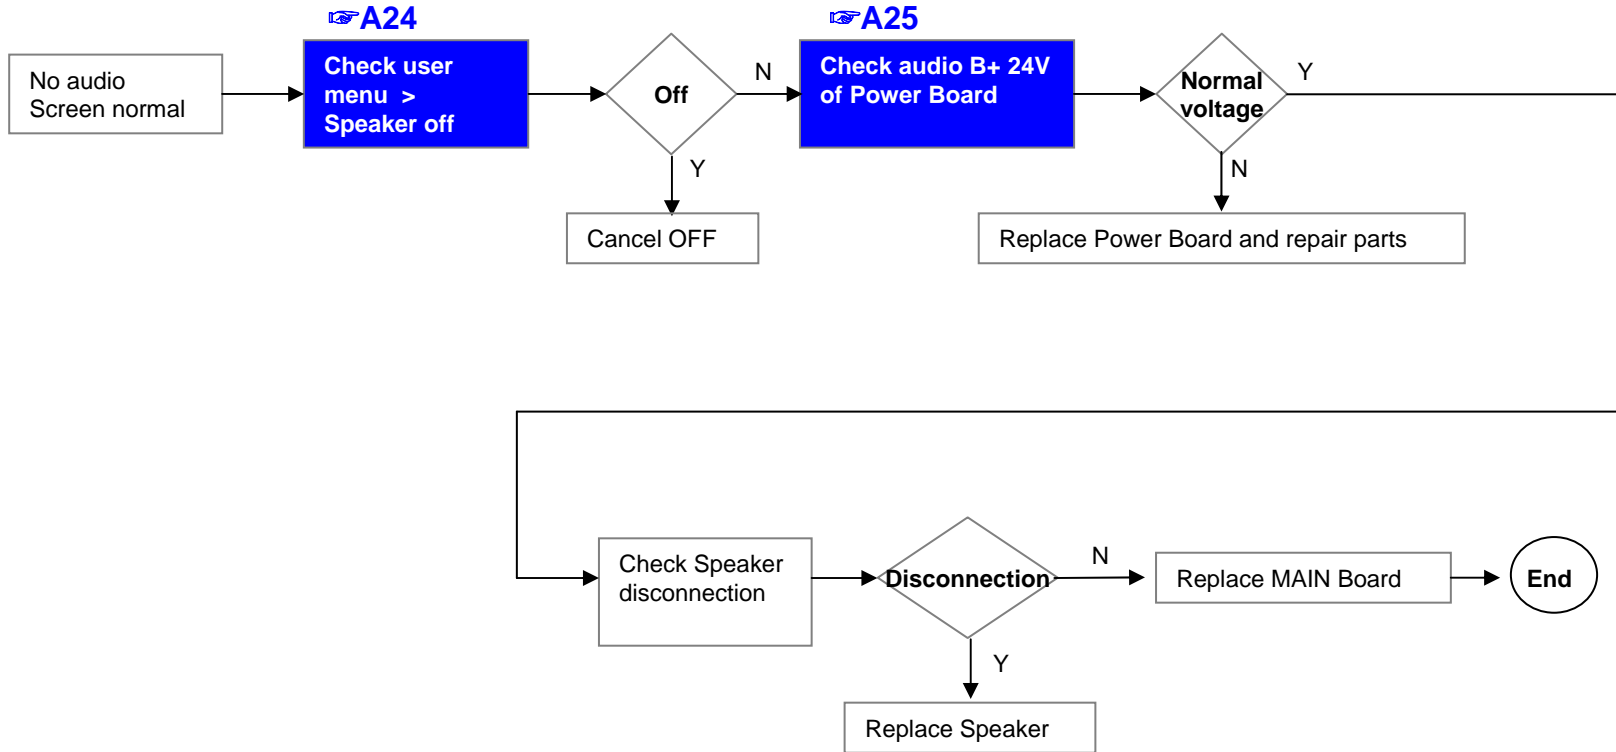 ☞A24
☞A25
No audio
Screen normal
Check user
menu >
Speaker off
Off
N
Check audio B+ 24V
of Power Board
Normal
voltage
Y
Y
N
Cancel OFF
Replace Power Board and repair parts
Check Speaker
disconnection
Disconnection
N
Replace MAIN Board
End
Y
Replace Speaker